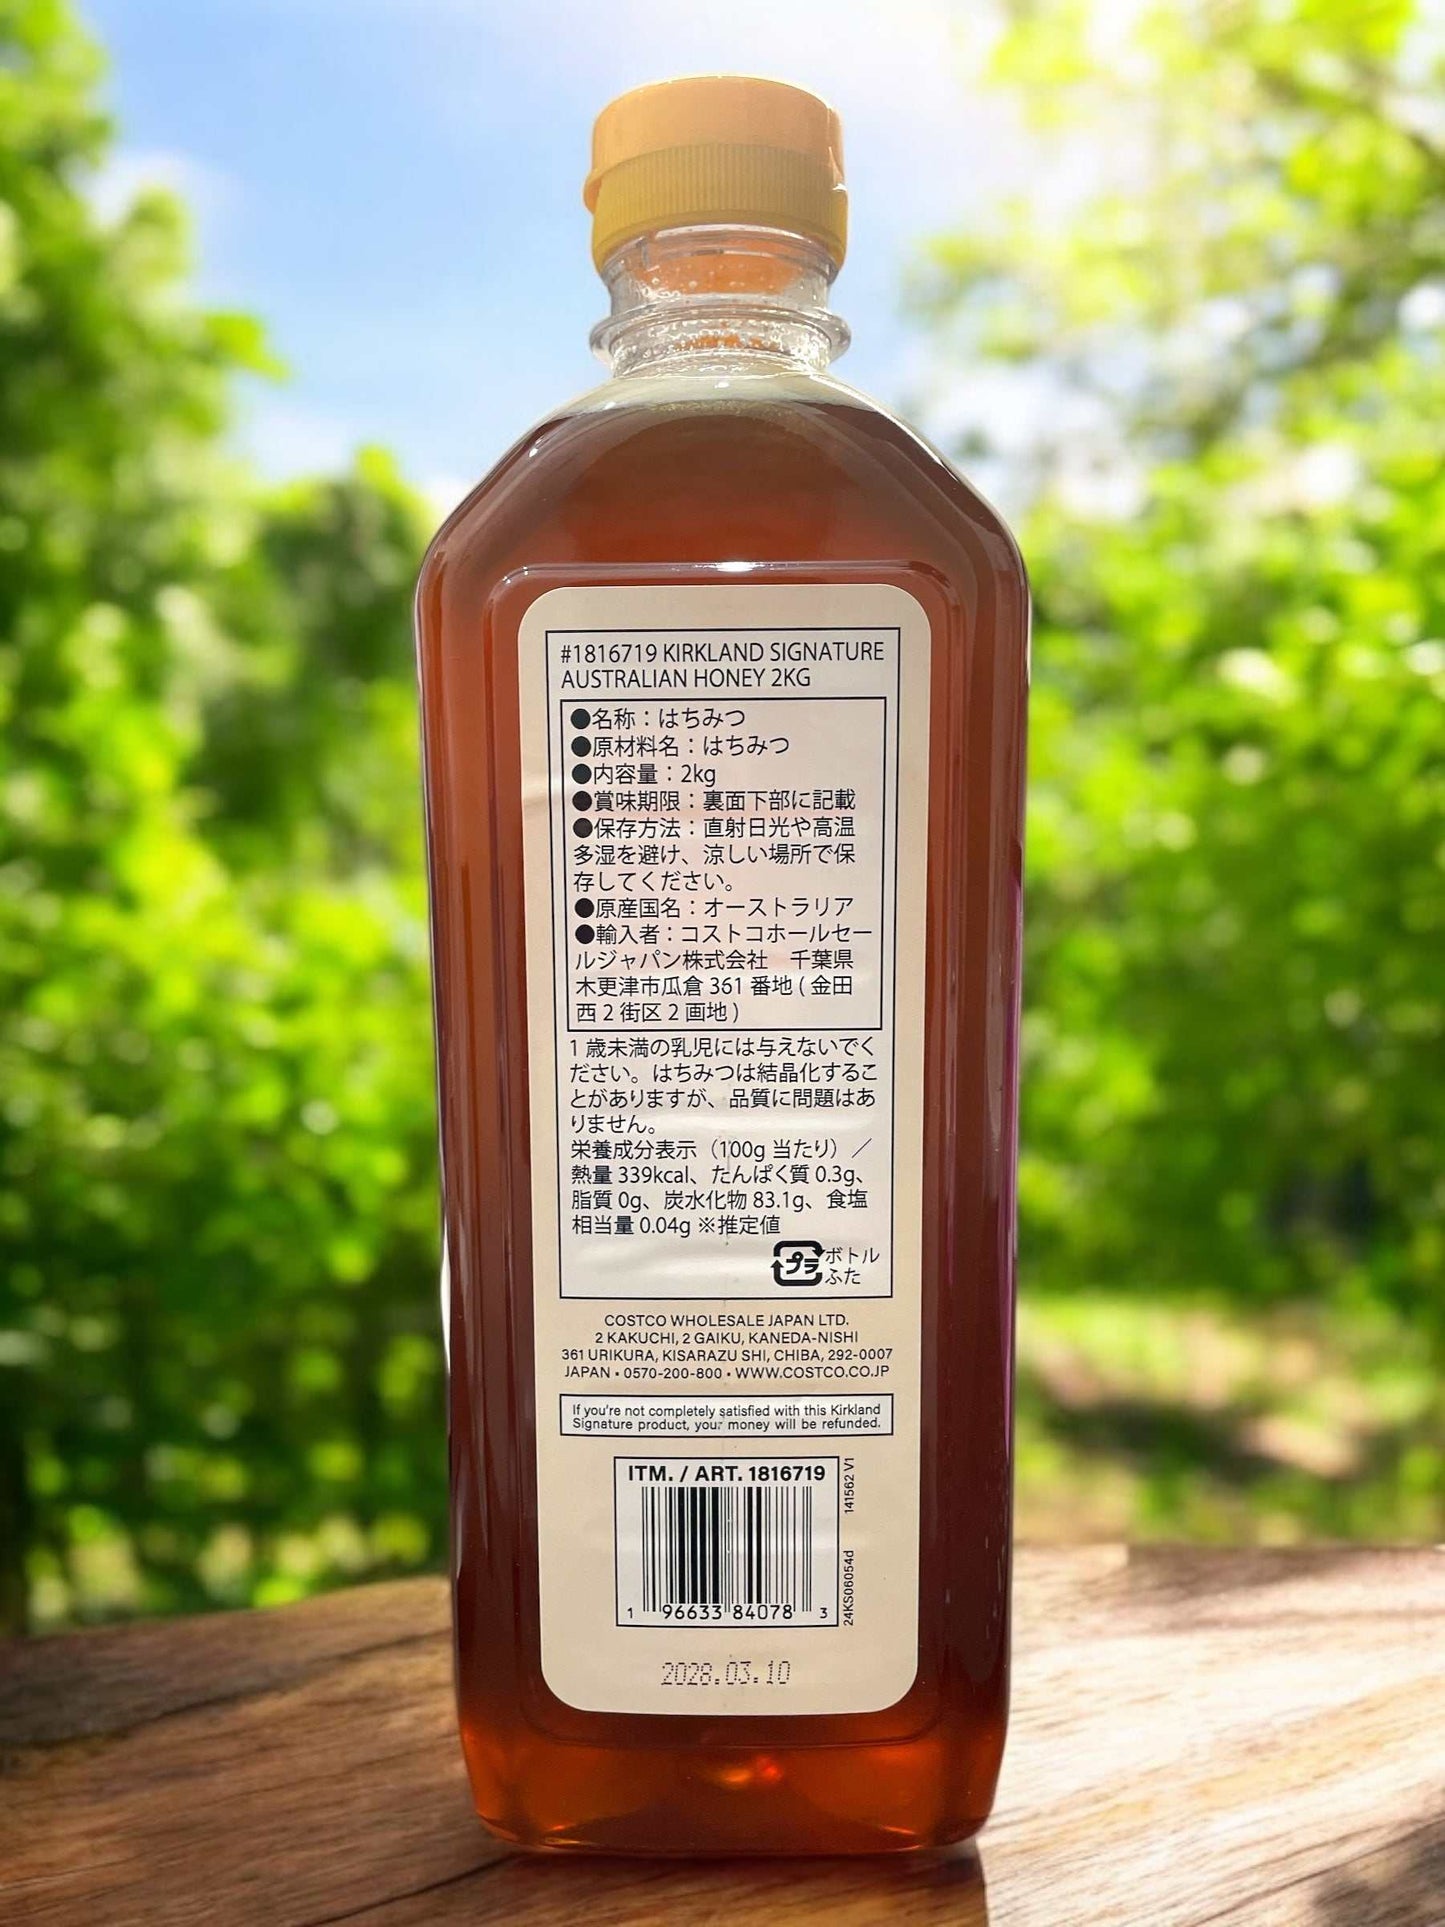 #1816719 KIRKLAND SIGNATURE
AUSTRALIAN HONEY 2KG
●名称：はちみつ
●原材料名：はちみつ
●内容量：2kg
●賞味期限：裏面下部に記載
●保存方法：直射日光や高温
多湿を避け、涼しい場所で保
存してください。
●原産国名：オーストラリア
●輸入者：コストコホールセー
ルジャパン株式会社　千葉県
木更津市瓜倉 361 番地 ( 金田
西 2 街区 2 画地 )
1 歳未満の乳児には与えないでく
ださい。はちみつは結晶化するこ
とがありますが、品質に問題はあ
りません。
栄養成分表示（100g 当たり）／
熱量 339kcal、たんぱく質 0.3g、
脂質 0g、炭水化物 83.1g、食塩
相当量 0.04g ※推定値
プラ ボトル
ふた
COSTCO WHOLESALE JAPAN LTD.
2 KAKUCHI, 2 GAIKU, KANEDA-NISHI
361 URIKURA, KISARAZU SHI, CHIBA, 292-0007
JAPAN • 0570-200-800 • WWW.COSTCO.CO.JP
If you're not completely satisfied with this Kirkland
Signature product, your money will be refunded.
ITM. / ART. 1816719
1 96633 84078 3
141562 V1
24KS06054d
2028.03.10